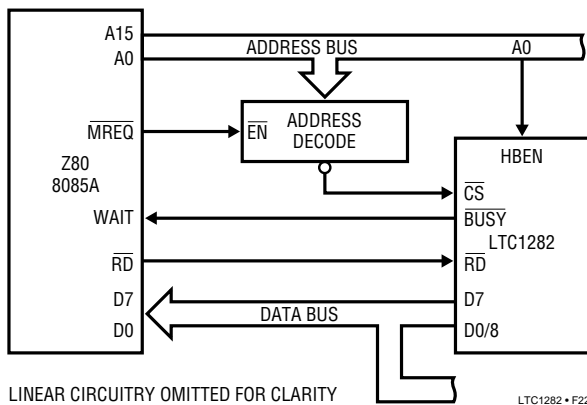 A15
A0
ADDRESS BUS
A0
MREQ
EN
ADDRESS
DECODE
HBEN
Z80
8085A
CS
WAIT
BUSY
LTC1282
RD
RD
D7
D0
DATA BUS
D7
D0/8
LINEAR CIRCUITRY OMITTED FOR CLARITY
LTC1282 • F22